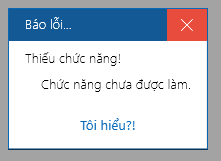 Báo lỗi...
Thiếu chức năng!
Chức năng chưa được làm.
Tôi hiểu?!